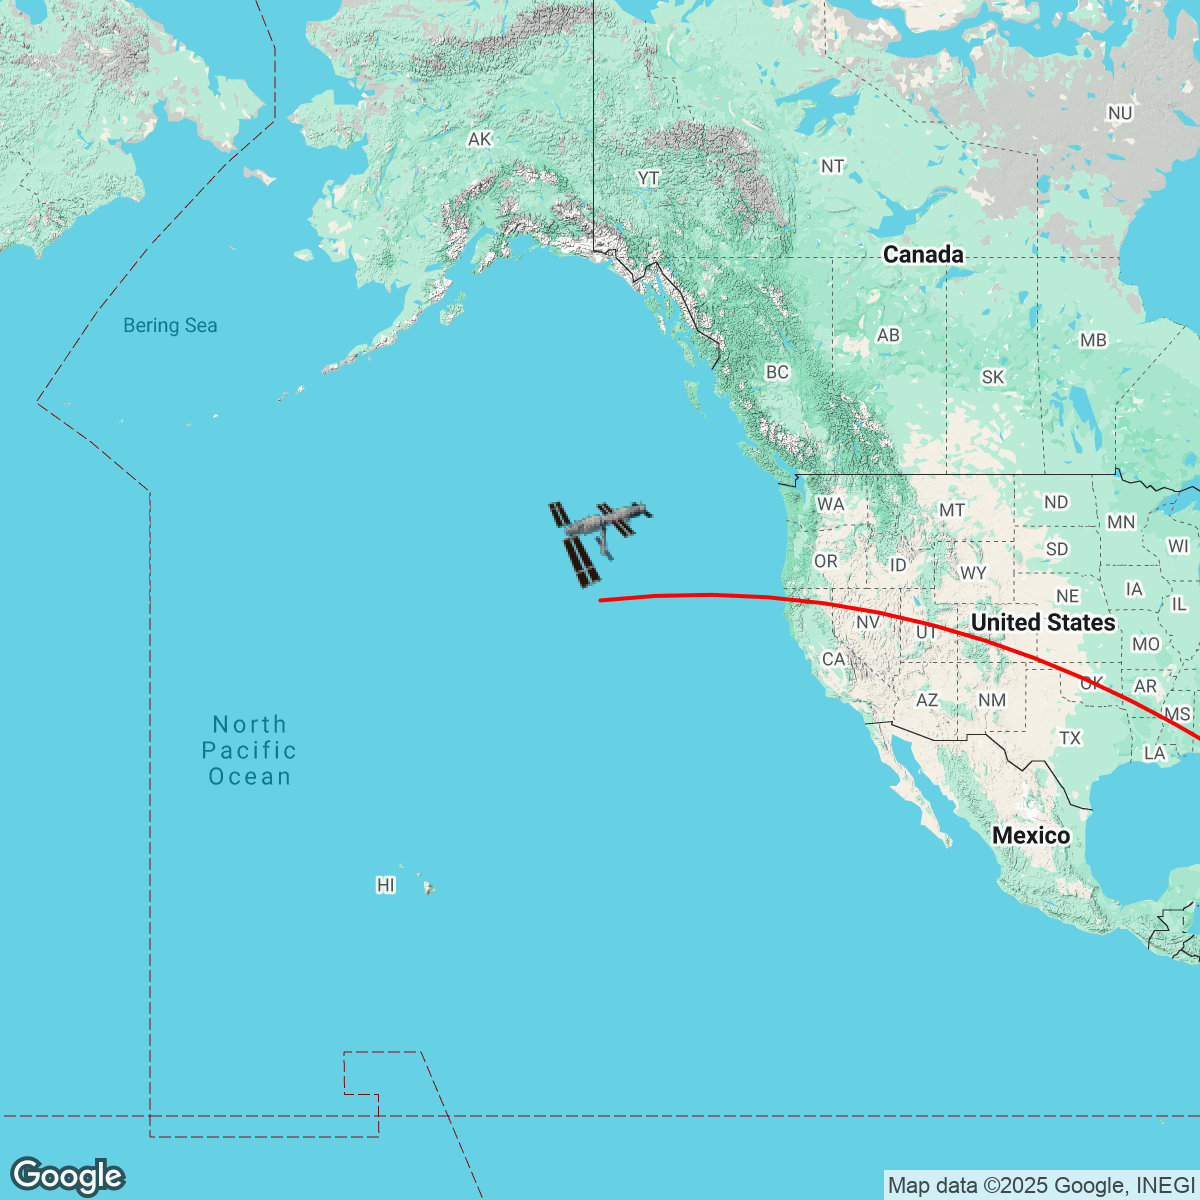 NU
AK
NT
YT
Canada
Bering Sea
AB
MB
BC
SK
WA
MT
ND
MN
WI
OR
ID
SD
WY
NE
IA
IL
NV
United States
UT
MO
CA
OK
AR
AZ
NM
MS
North
Pacific
Ocean
TX
LA
Mexico
HI
Google
Map data ©2025 Google, INEGI